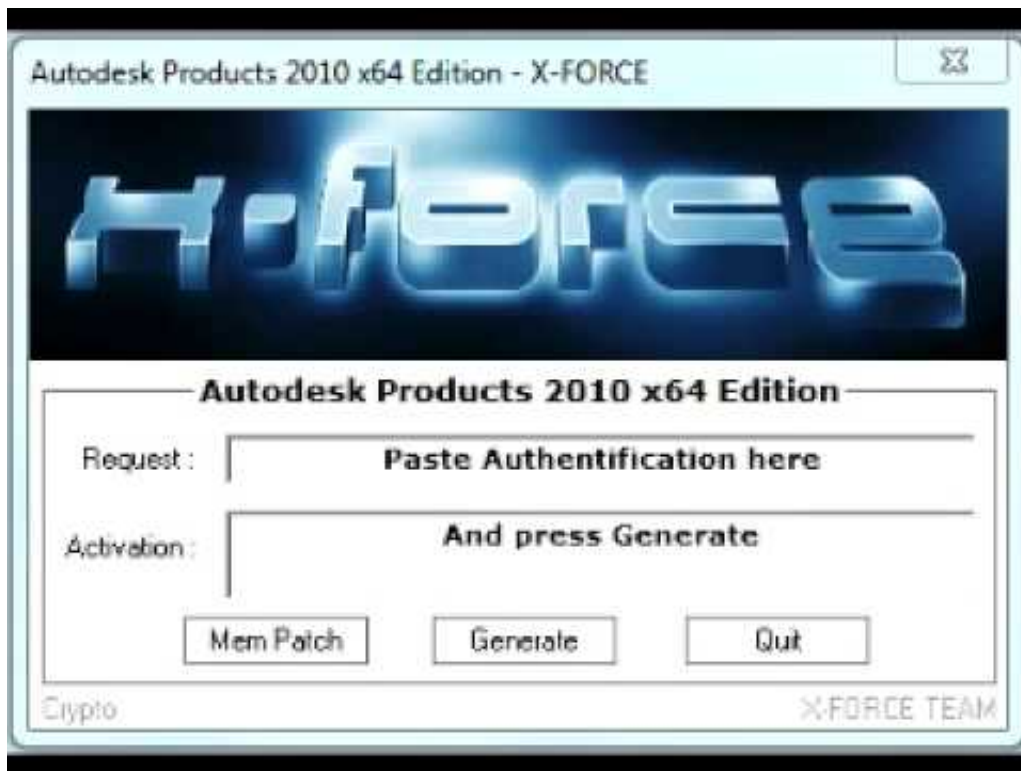 Autodesk Products 2010 x64 Edition - X-FORCE
x-force
Autodesk Products 2010 x64 Edition
Request : Paste Authentification here
Activation : And press Generate
Mem Patch Generate Quit
Crypto X-FORCE TEAM